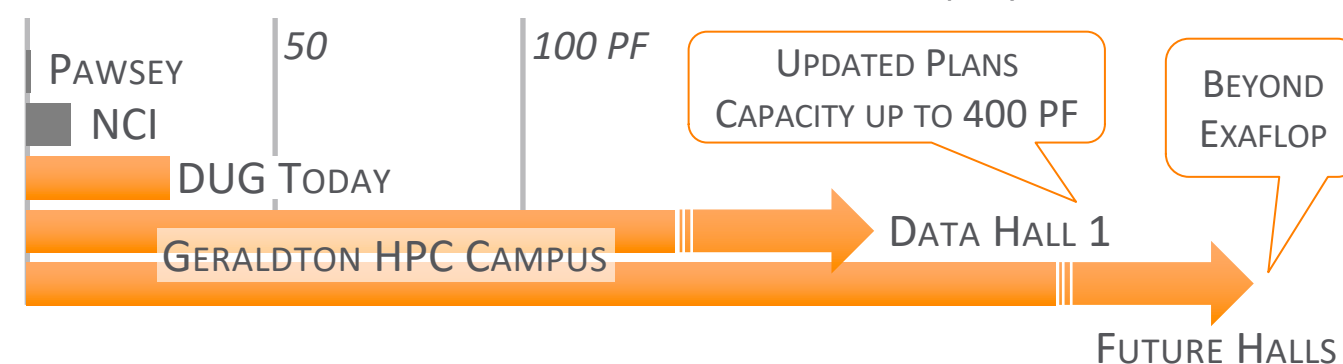 50
100 PF
PAWSEY
NCI
DUG TODAY
GERALDTON HPC CAMPUS
UPDATED PLANS
CAPACITY UP TO 400 PF
DATA HALL 1
BEYOND
EXAFLOP
FUTURE HALLS